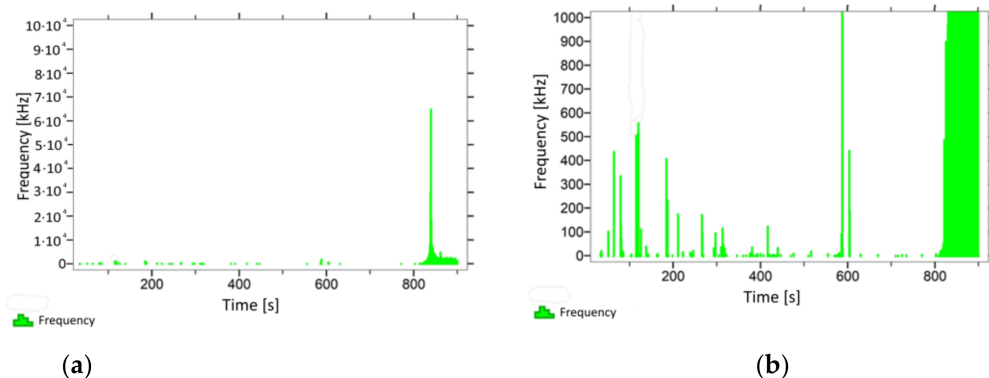 10·10⁴
9·10⁴
8·10⁴
7·10⁴
6·10⁴
5·10⁴
4·10⁴
3·10⁴
2·10⁴
1·10⁴
0
Frequency [kHz]
200 400 600 800
Time [s]
Frequency
(a)
1000
900
800
700
600
500
400
300
200
100
0
Frequency [kHz]
200 400 600 800
Time [s]
Frequency
(b)